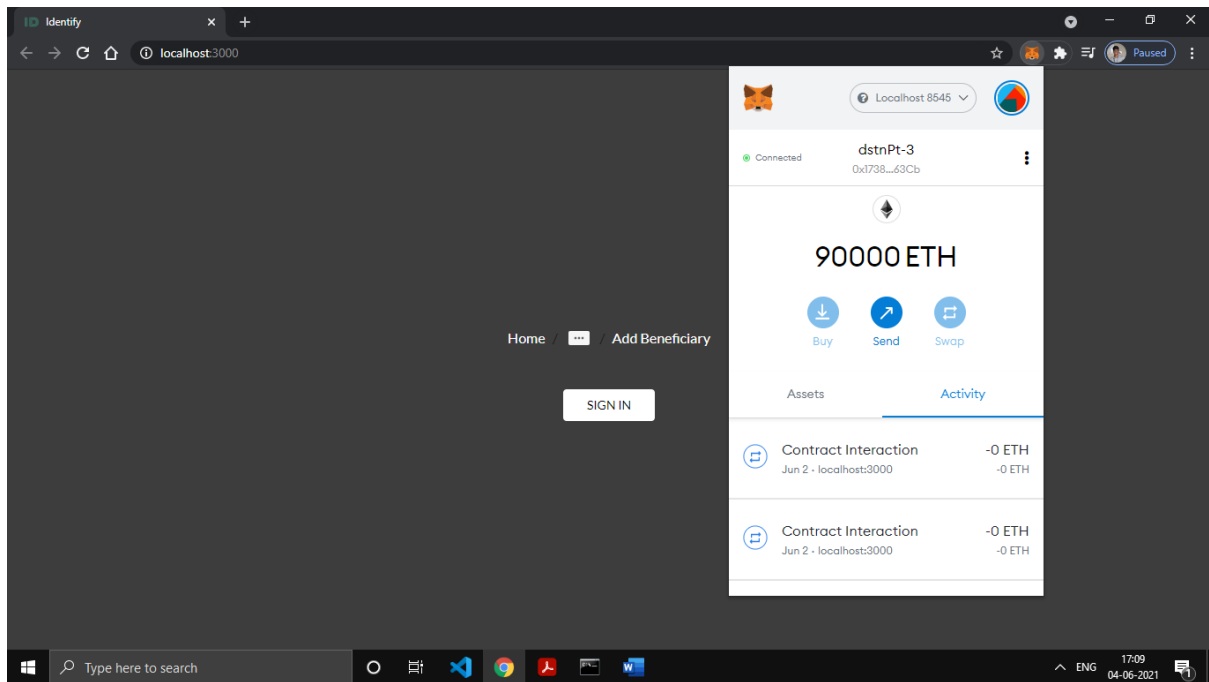 ID Identify
localhost:3000
Paused
Localhost 8545
Connected
dstnPt-3
0x1738...63Cb
90000 ETH
Buy Send Swap
Assets Activity
Home / ... / Add Beneficiary
SIGN IN
Contract Interaction -0 ETH
Jun 2 · localhost:3000 -0 ETH
Contract Interaction -0 ETH
Jun 2 · localhost:3000 -0 ETH
Type here to search
ENG
17:09
04-06-2021
1